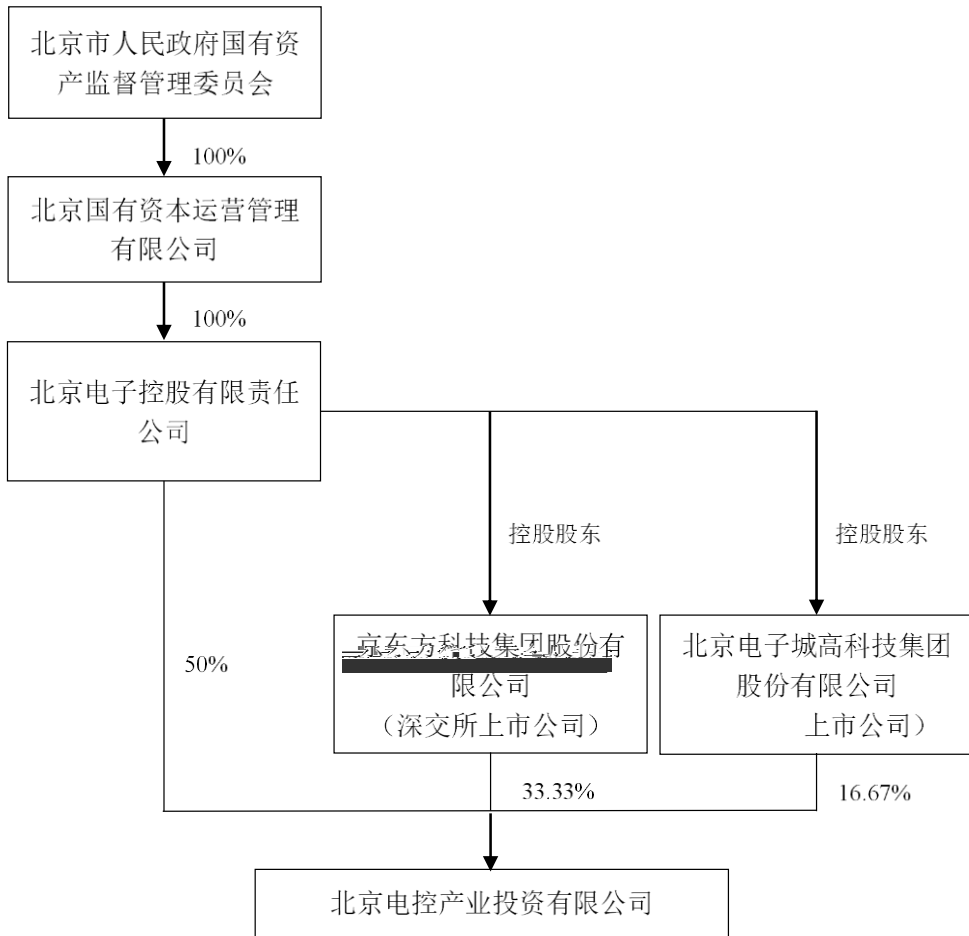 北京市人民政府国有资
产监督管理委员会
100%
北京国有资本运营管理
有限公司
100%
北京电子控股有限责任
公司
控股股东
控股股东
50%
京东方科技集团股份有
限公司
（深交所上市公司）
北京电子城高科技集团
股份有限公司
上市公司）
33.33%
16.67%
北京电控产业投资有限公司